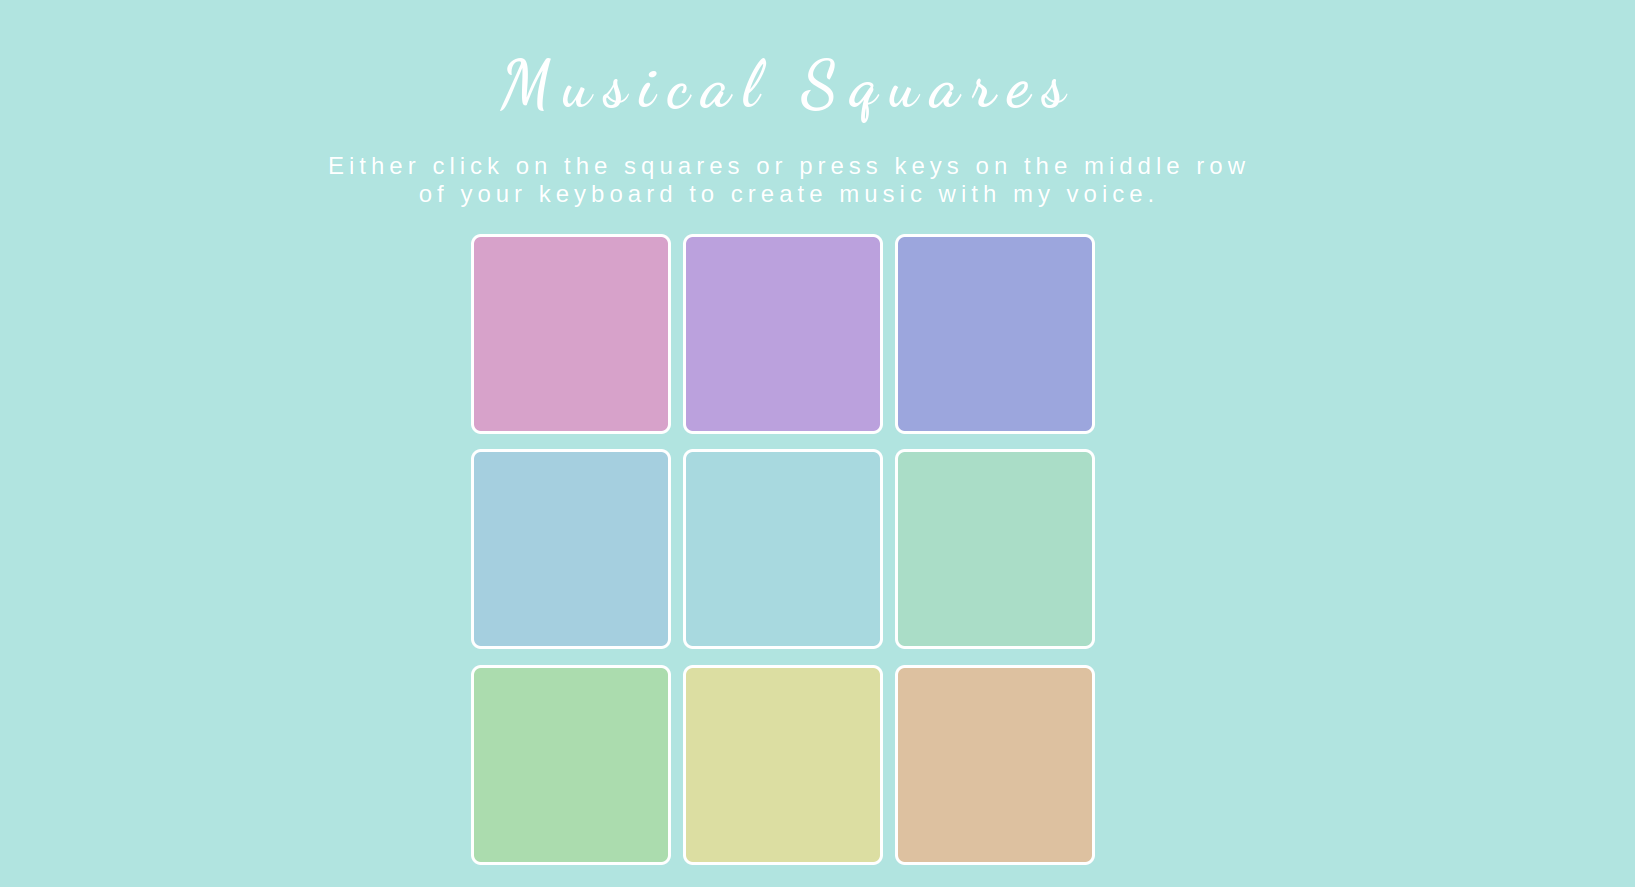 Musical Squares
Either click on the squares or press keys on the middle row
of your keyboard to create music with my voice.